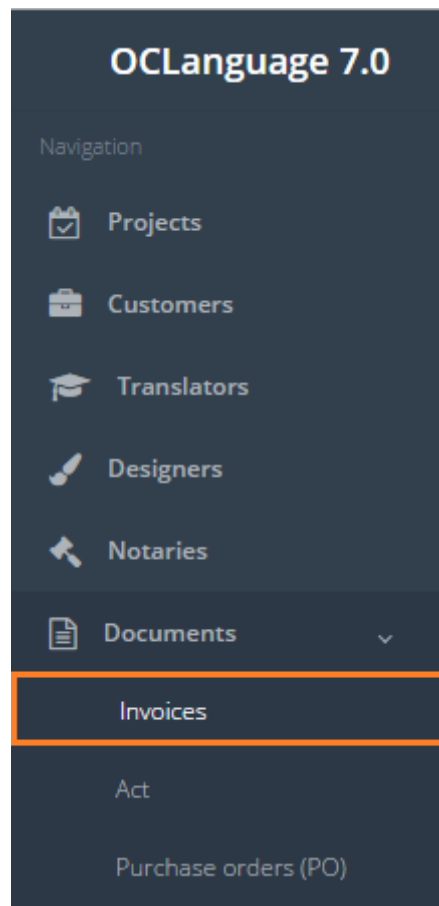 OCLanguage 7.0
Navigation
Projects
Customers
Translators
Designers
Notaries
Documents
Invoices
Act
Purchase orders (PO)